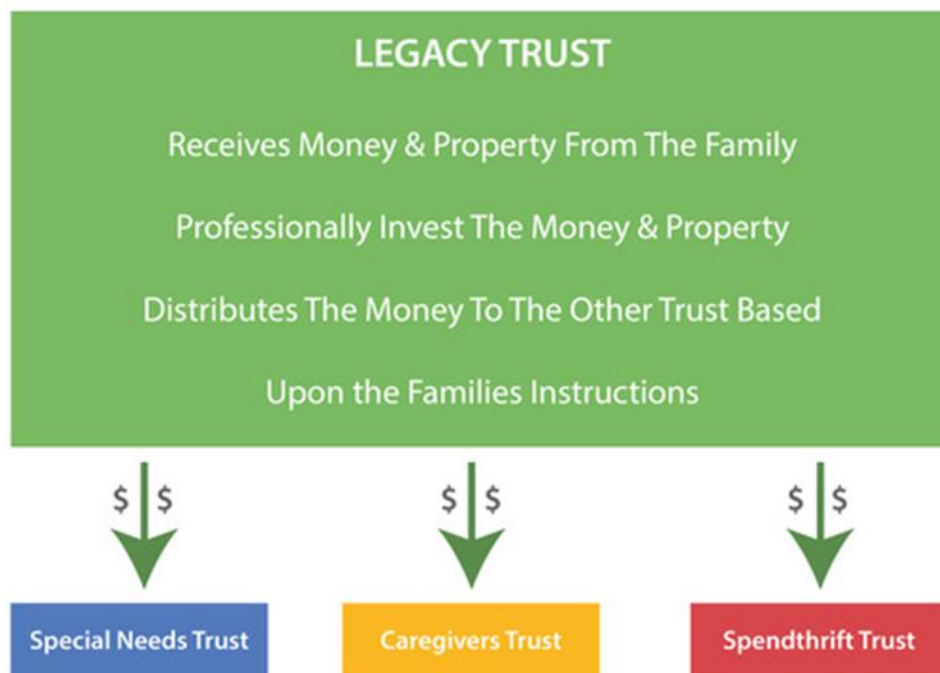 LEGACY TRUST
Receives Money & Property From The Family
Professionally Invest The Money & Property
Distributes The Money To The Other Trust Based
Upon the Families Instructions
$ $ $ $ $ $
Special Needs Trust Caregivers Trust Spendthrift Trust